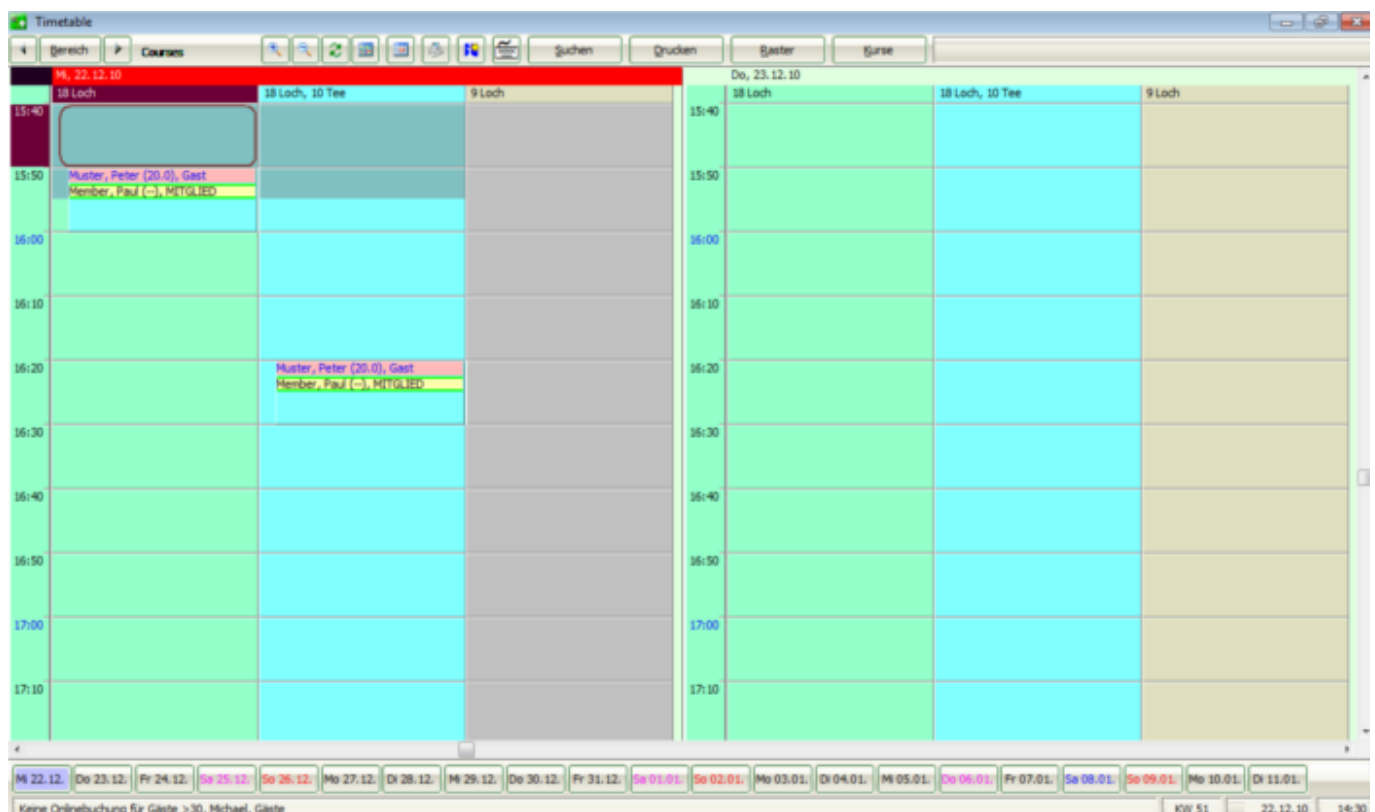 Timetable
Bereich Courses Suchen Drucken Raster Kurse
Mi, 22.12.10 Do, 23.12.10
18 Loch 18 Loch, 10 Tee 9 Loch 18 Loch 18 Loch, 10 Tee 9 Loch
15:40 15:40
15:50 Muster, Peter (20.0), Gast 15:50
Member, Paul (--), MITGLIED
16:00 16:00
16:10 16:10
16:20 Muster, Peter (20.0), Gast 16:20
Member, Paul (--), MITGLIED
16:30 16:30
16:40 16:40
16:50 16:50
17:00 17:00
17:10 17:10
Mi 22.12. Do 23.12. Fr 24.12. Sa 25.12. So 26.12. Mo 27.12. Di 28.12. Mi 29.12. Do 30.12. Fr 31.12. Sa 01.01. So 02.01. Mo 03.01. Di 04.01. Mi 05.01. Do 06.01. Fr 07.01. Sa 08.01. So 09.01. Mo 10.01. Di 11.01.
Keine Onlinebuchung für Gäste >30, Michael, Gäste KW 51 22.12.10 14:30